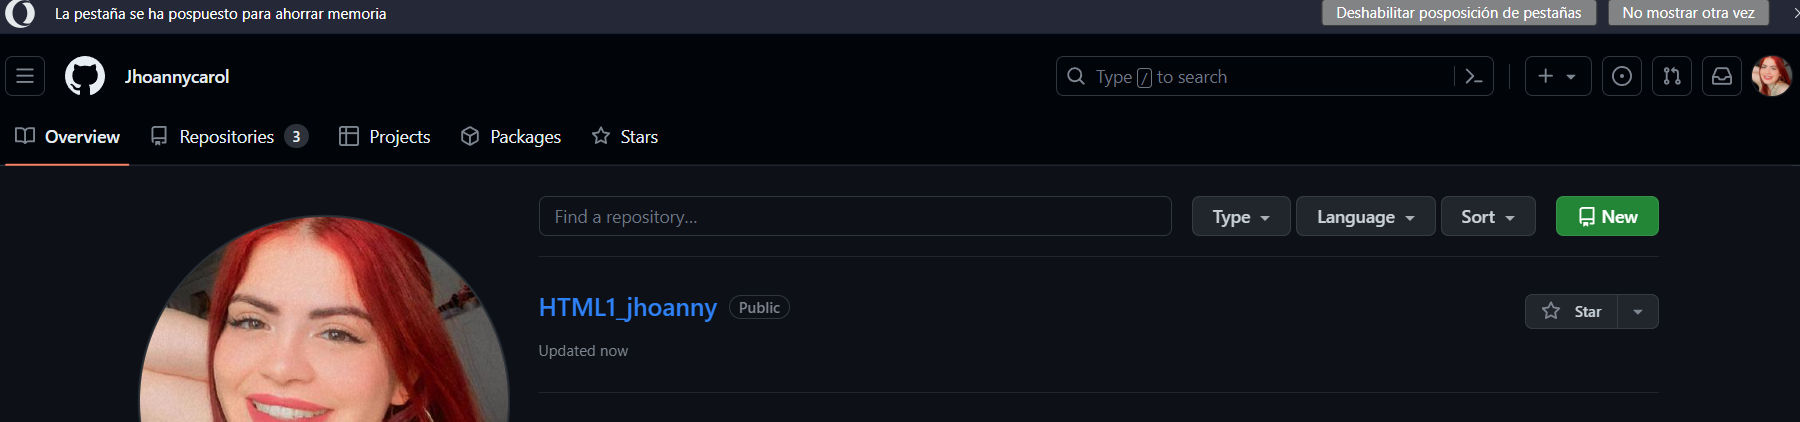 La pestaña se ha pospuesto para ahorrar memoria
Deshabilitar posposición de pestañas
No mostrar otra vez
Jhoannycarol
Type / to search
Overview
Repositories 3
Projects
Packages
Stars
Find a repository...
Type
Language
Sort
New
HTML1_jhoanny
Public
Star
Updated now